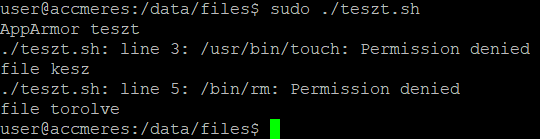 user@accmeres:/data/files$ sudo ./teszt.sh
AppArmor teszt
./teszt.sh: line 3: /usr/bin/touch: Permission denied
file kesz
./teszt.sh: line 5: /bin/rm: Permission denied
file torolve
user@accmeres:/data/files$